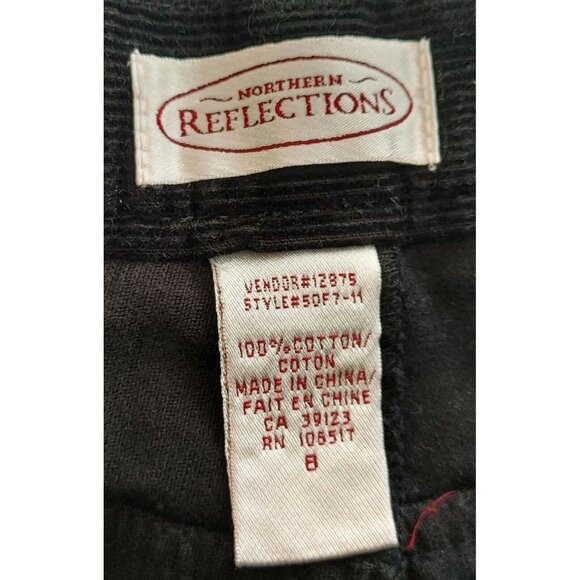 NORTHERN
REFLECTIONS
VENDOR#12875
STYLE#50F7-11
100%COTTON/
COTON
MADE IN CHINA/
FAIT EN CHINE
CA 39123
RN 106517
8